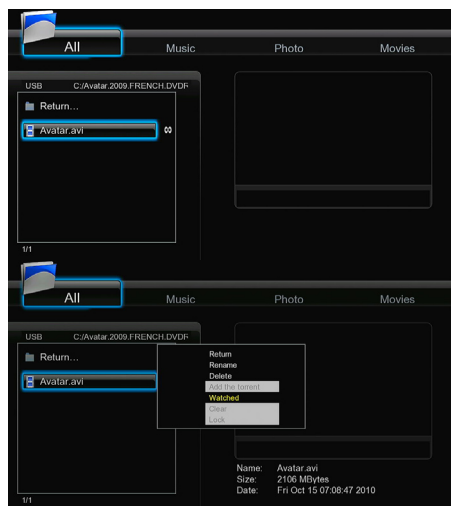 All Music Photo Movies
USB C:/Avatar.2009.FRENCH.DVDR
Return...
Avatar.avi
1/1
All Music Photo Movies
USB C:/Avatar.2009.FRENCH.DVDR
Return...
Avatar.avi
Return
Rename
Delete
Add the torrent
Watched
Clear
Lock
Name: Avatar.avi
Size: 2106 MBytes
Date: Fri Oct 15 07:08:47 2010
1/1